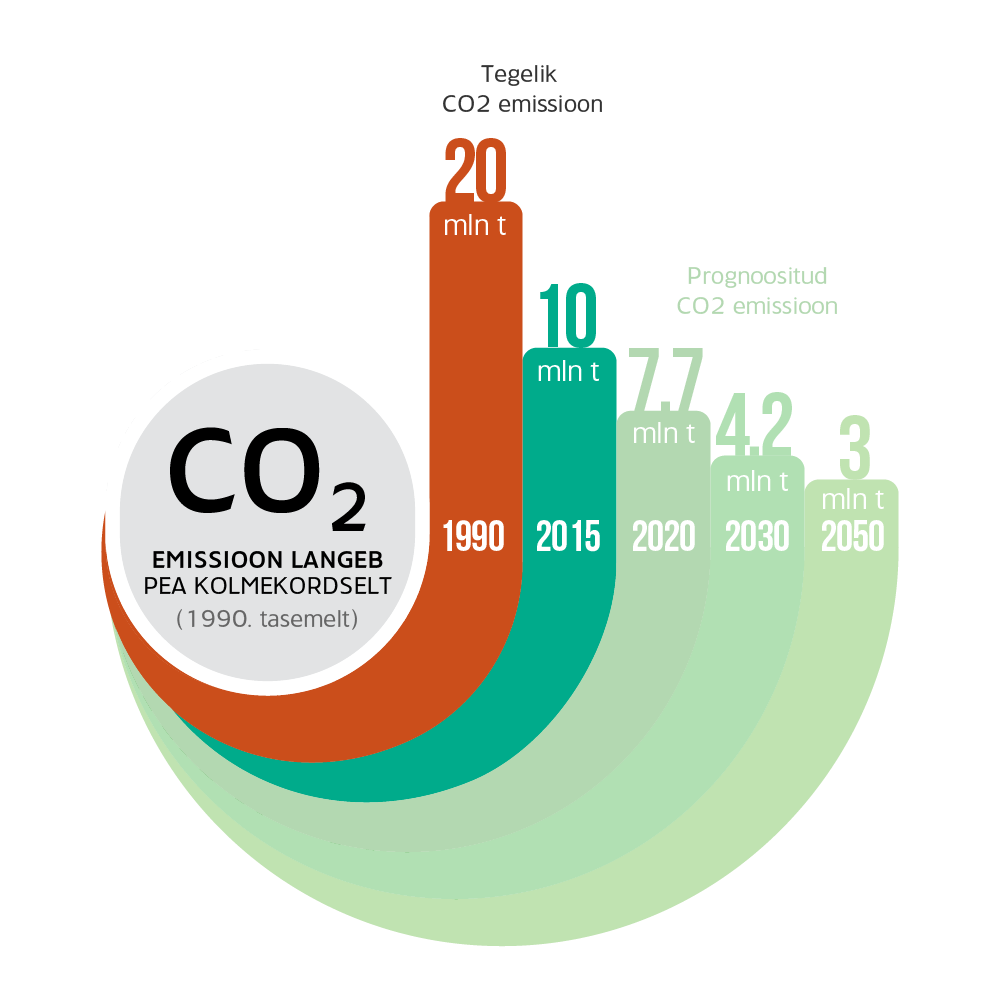 Tegelik
CO2 emissioon
20
mln t
10
mln t
Prognoositud
CO2 emissioon
7.7
mln t
4.2
mln t
3
mln t
CO2
EMISSIOON LANGEB
PEA KOLMEKORDSELT
(1990. tasemelt)
1990 2015 2020 2030 2050